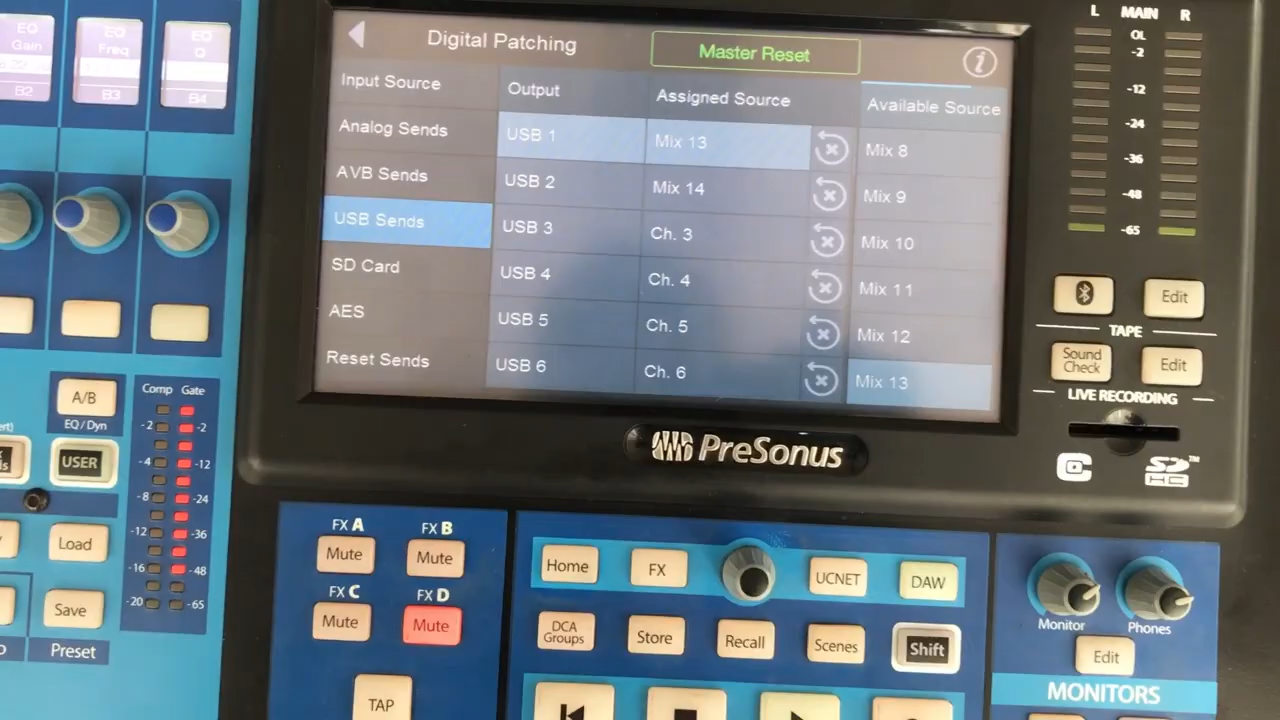 EQ
Gain
B2
EQ
Freq
B3
EQ
Q
B4
Digital Patching
Master Reset
i
Input Source
Analog Sends
AVB Sends
USB Sends
SD Card
AES
Reset Sends
Output
Assigned Source
Available Source
USB 1
Mix 13
Mix 8
USB 2
Mix 14
Mix 9
USB 3
Ch. 3
Mix 10
USB 4
Ch. 4
Mix 11
USB 5
Ch. 5
Mix 12
USB 6
Ch. 6
Mix 13
L MAIN R
OL
-2
-12
-24
-36
-48
-65
Edit
TAPE
Sound
Check
Edit
LIVE RECORDING
PreSonus
SD
HC
TM
A/B
EQ / Dyn
USER
Load
Save
Preset
Comp Gate
-2 -2
-4 -12
-8 -24
-12 -36
-16 -48
-20 -65
FX A
Mute
FX B
Mute
FX C
Mute
FX D
Mute
TAP
Home
FX
UCNET
DAW
DCA
Groups
Store
Recall
Scenes
Shift
Monitor
Phones
Edit
MONITORS